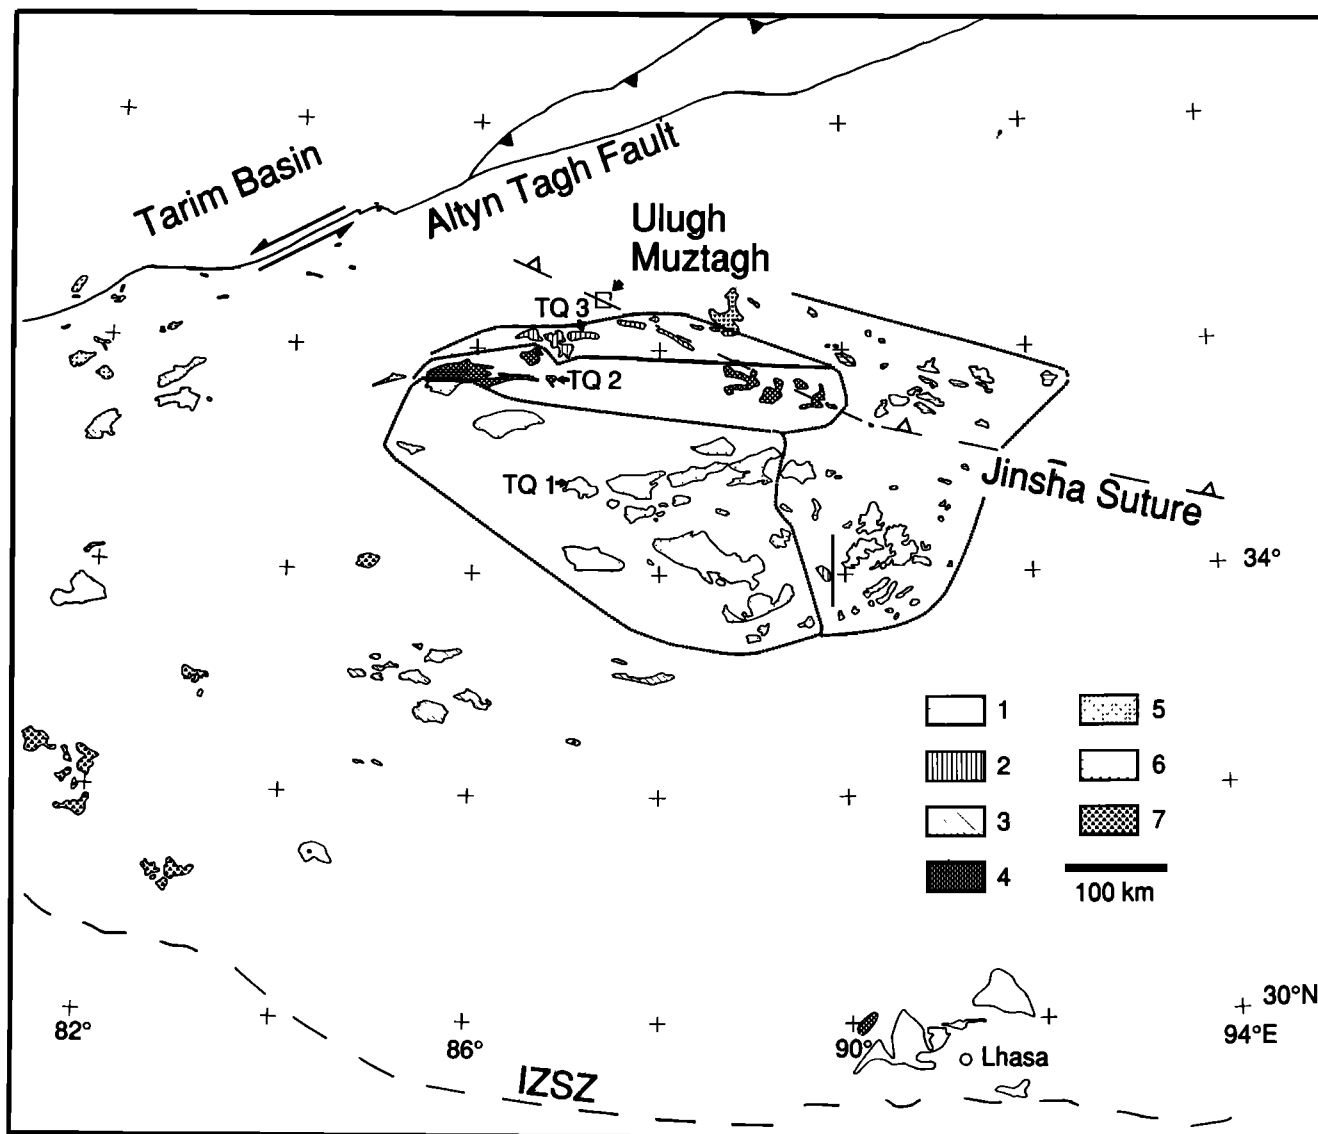 Tarim Basin
Altyn Tagh Fault
Ulugh
Muztagh
TQ 3
TQ 2
TQ 1
Jinsha Suture
34°
1
2
3
4
5
6
7
100 km
30°N
82°
86°
90°
94°E
Lhasa
IZSZ